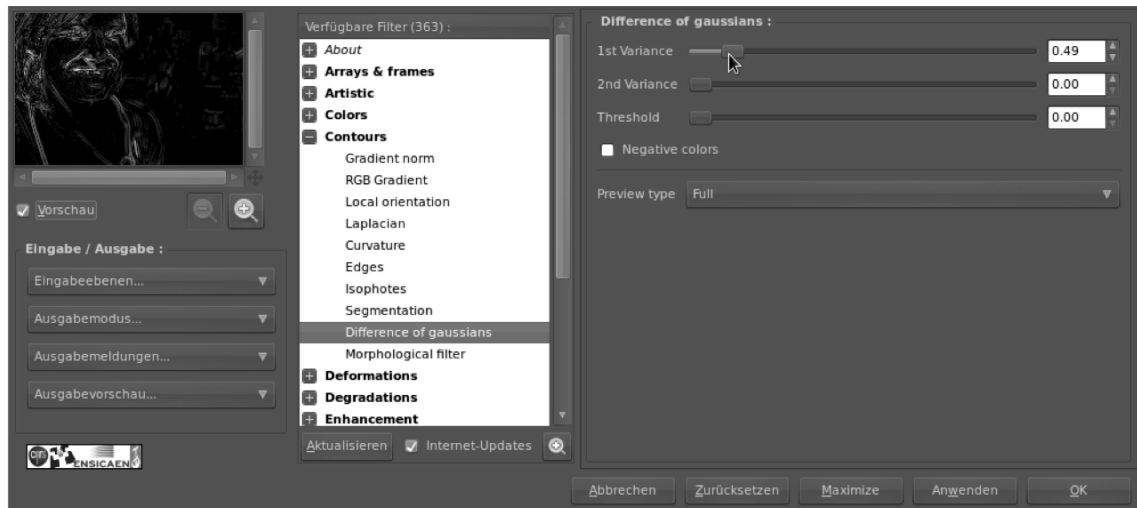 Vorschau
Eingabe / Ausgabe :
Eingabeebenen...
Ausgabemodus...
Ausgabemeldungen...
Ausgabevorschau...
ENSICAEN
Verfügbare Filter (363) :
About
Arrays & frames
Artistic
Colors
Contours
Gradient norm
RGB Gradient
Local orientation
Laplacian
Curvature
Edges
Isophotes
Segmentation
Difference of gaussians
Morphological filter
Deformations
Degradations
Enhancement
Aktualisieren Internet-Updates
Difference of gaussians :
1st Variance 0.49
2nd Variance 0.00
Threshold 0.00
Negative colors
Preview type Full
Abbrechen Zurücksetzen Maximize Anwenden OK